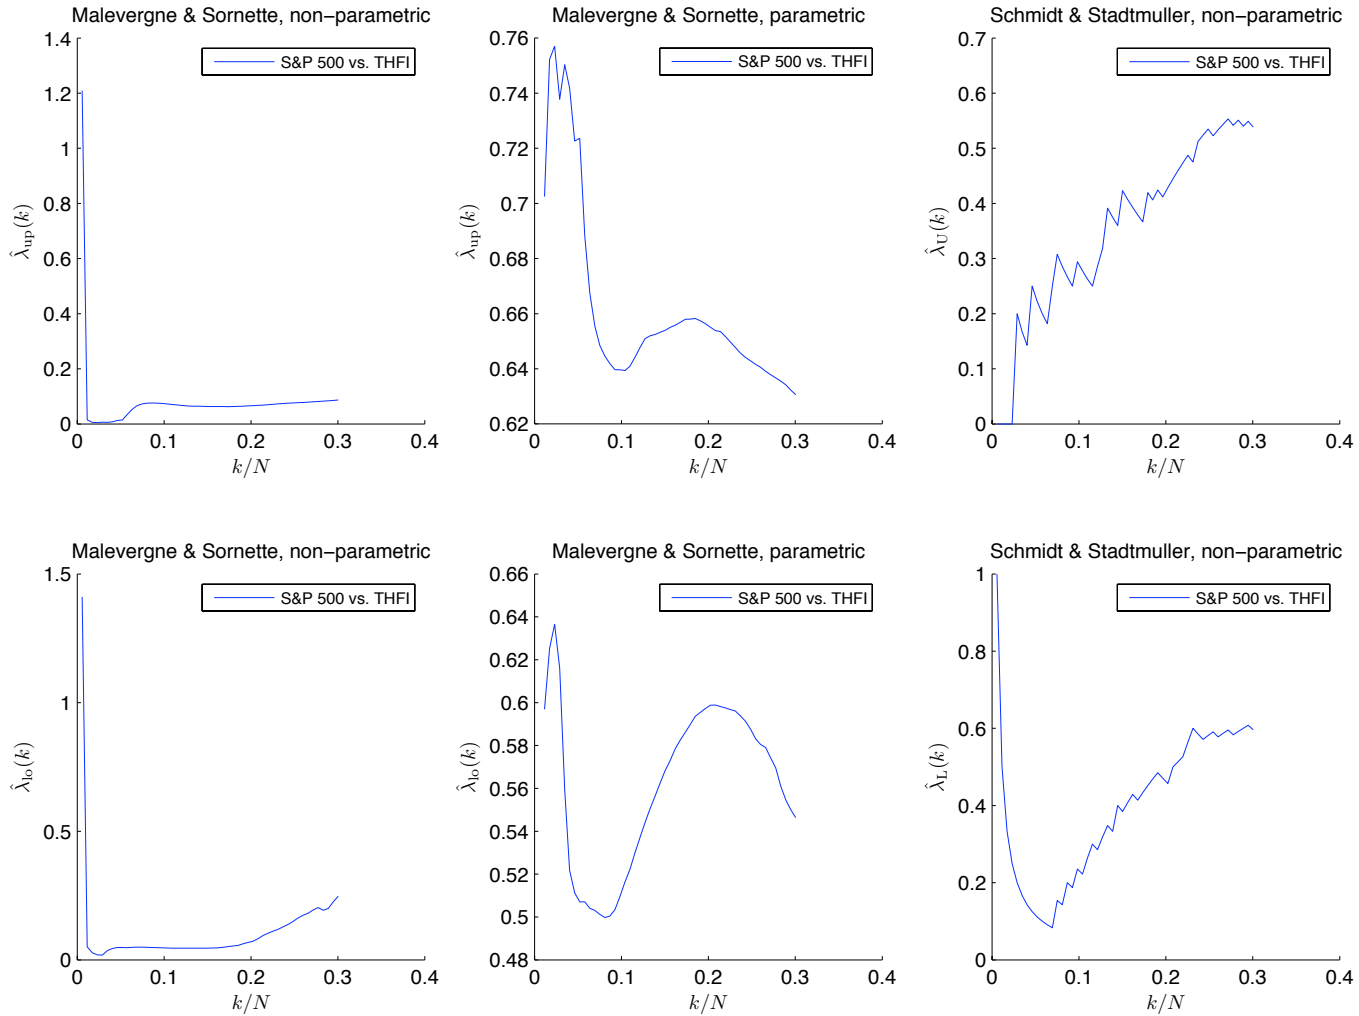 Malevergne & Sornette, non-parametric
1.4
1.2
1
0.8
0.6
0.4
0.2
0
0 0.1 0.2 0.3 0.4
S&P 500 vs. THFI
λ̂up(k)
k/N
Malevergne & Sornette, parametric
0.76
0.74
0.72
0.7
0.68
0.66
0.64
0.62
0 0.1 0.2 0.3 0.4
S&P 500 vs. THFI
λ̂up(k)
k/N
Schmidt & Stadtmuller, non-parametric
0.7
0.6
0.5
0.4
0.3
0.2
0.1
0
0 0.1 0.2 0.3 0.4
S&P 500 vs. THFI
λ̂U(k)
k/N
Malevergne & Sornette, non-parametric
1.5
1
0.5
0
0 0.1 0.2 0.3 0.4
S&P 500 vs. THFI
λ̂lo(k)
k/N
Malevergne & Sornette, parametric
0.66
0.64
0.62
0.6
0.58
0.56
0.54
0.52
0.5
0.48
0 0.1 0.2 0.3 0.4
S&P 500 vs. THFI
λ̂lo(k)
k/N
Schmidt & Stadtmuller, non-parametric
1
0.8
0.6
0.4
0.2
0
0 0.1 0.2 0.3 0.4
S&P 500 vs. THFI
λ̂L(k)
k/N